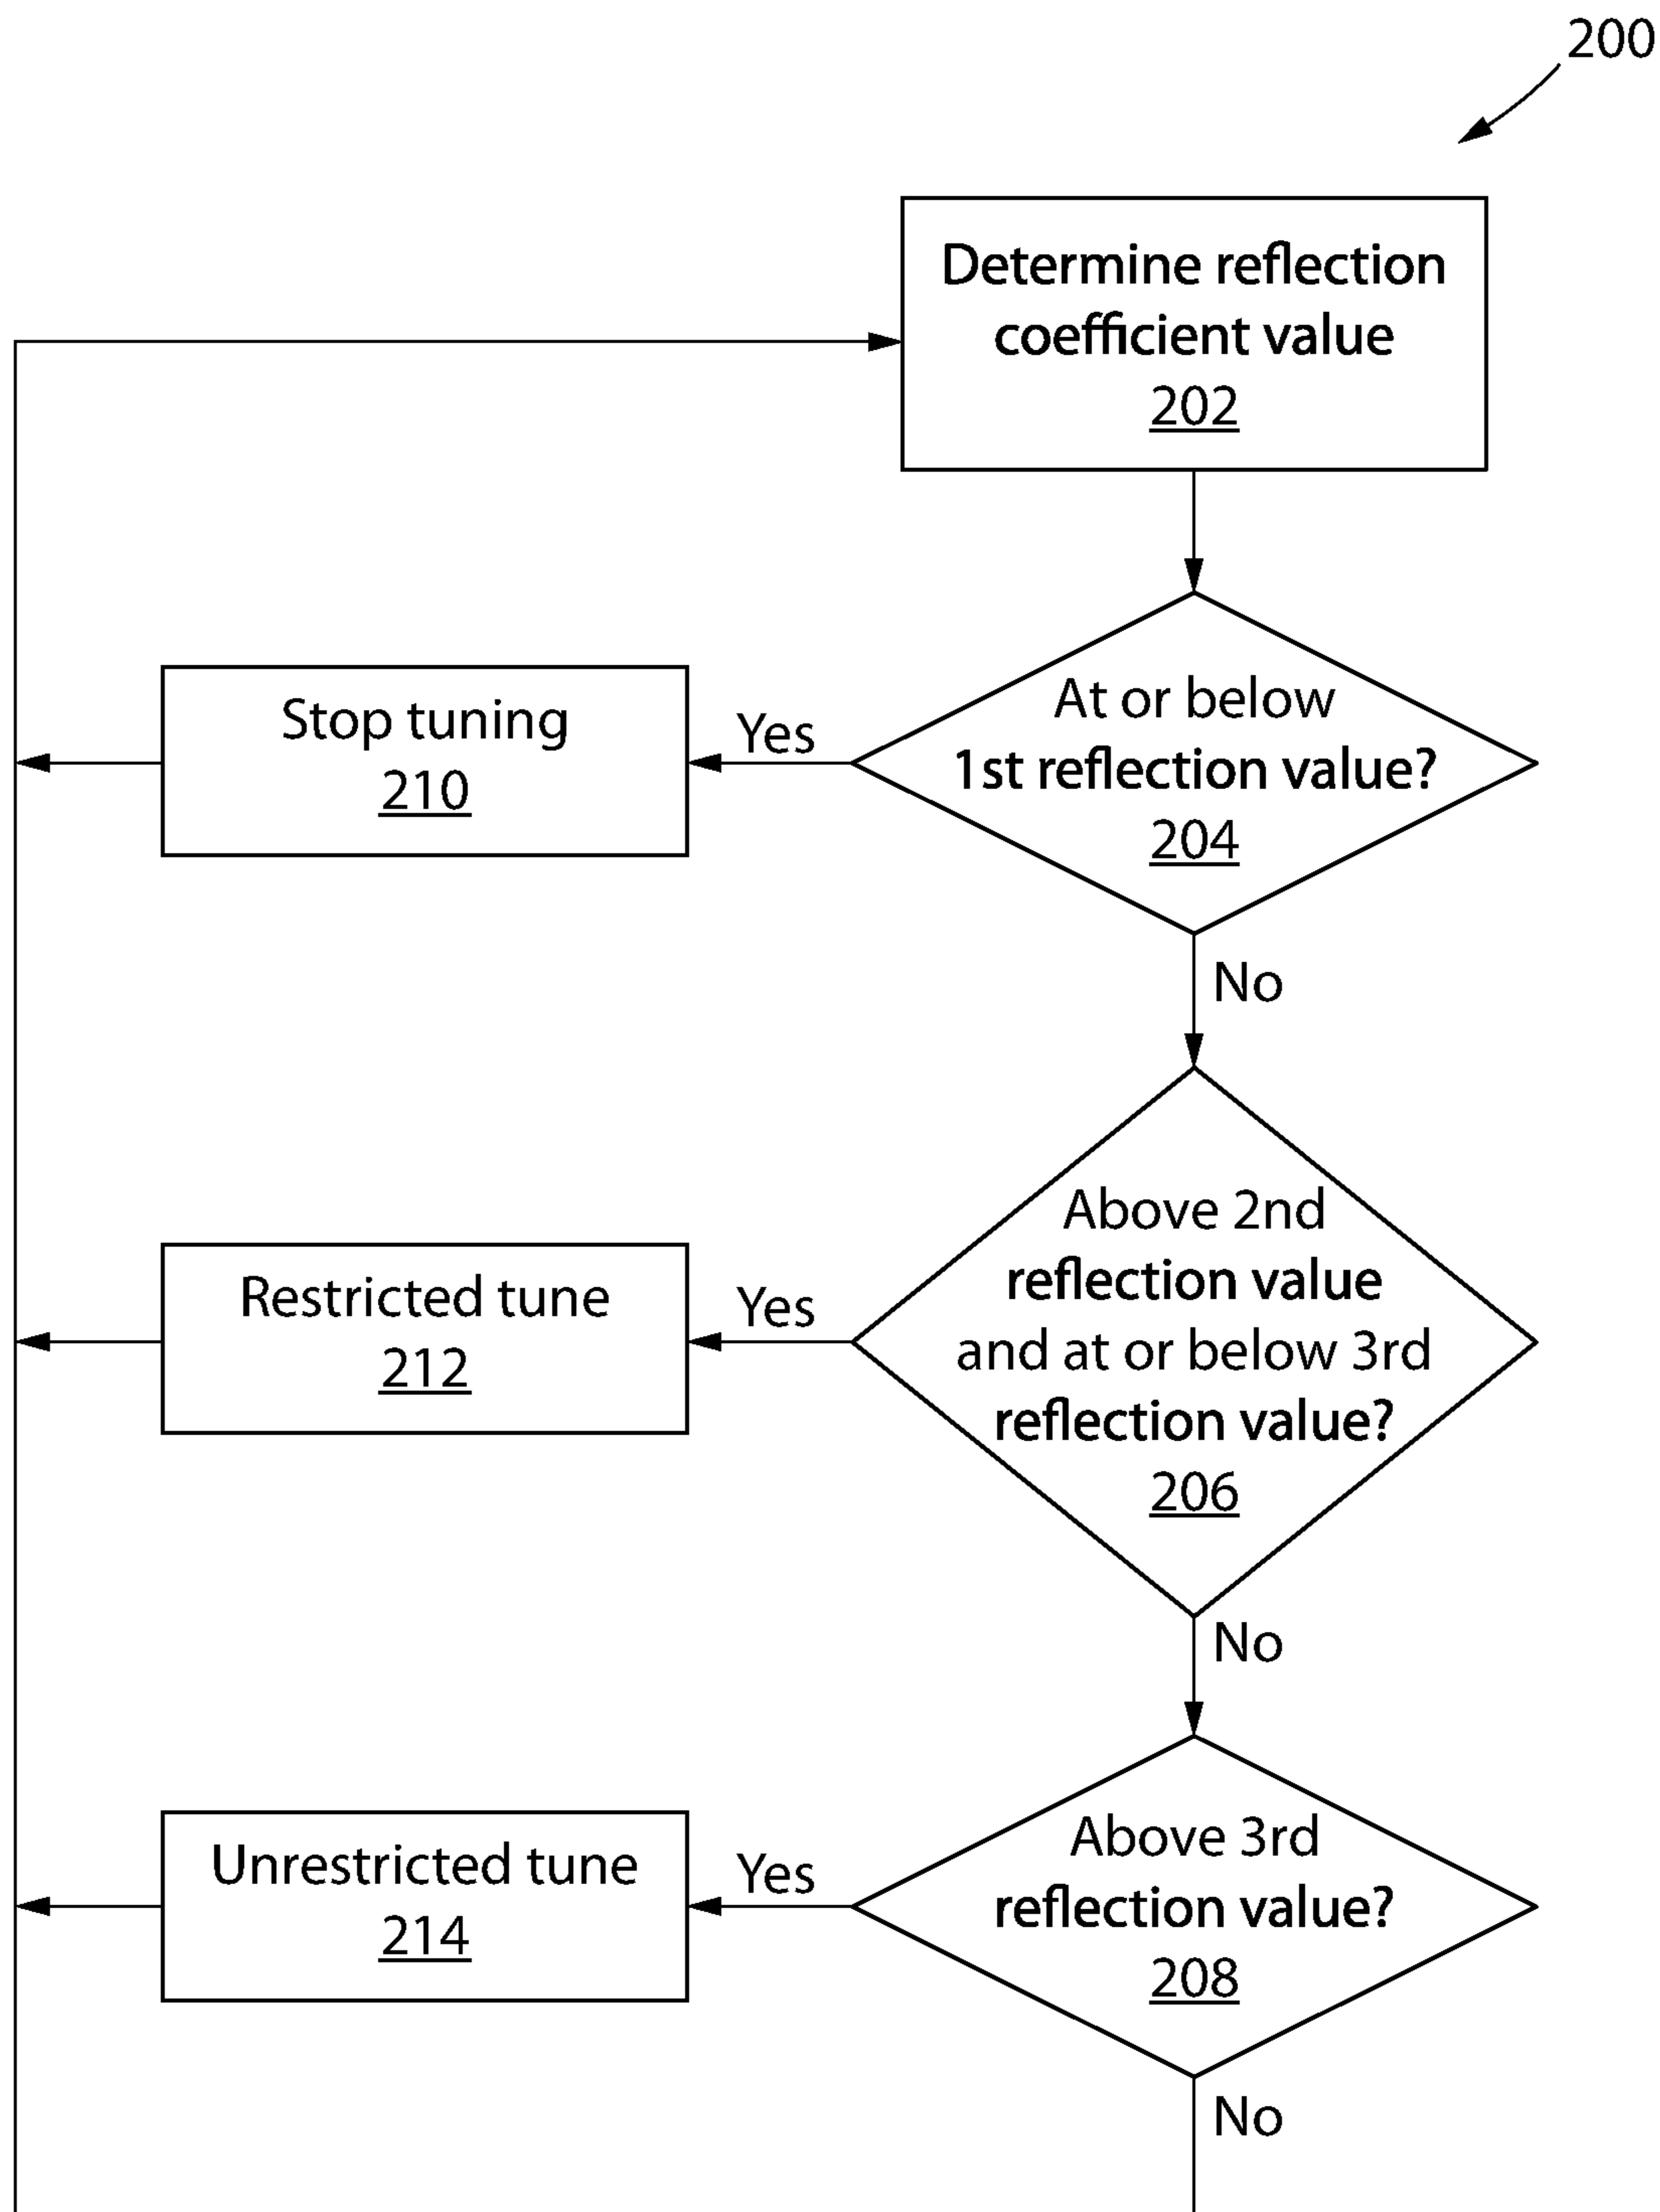 200
Determine reflection
coefficient value
202
At or below
1st reflection value?
204
Yes
Stop tuning
210
No
Above 2nd
reflection value
and at or below 3rd
reflection value?
206
Yes
Restricted tune
212
No
Above 3rd
reflection value?
208
Yes
Unrestricted tune
214
No